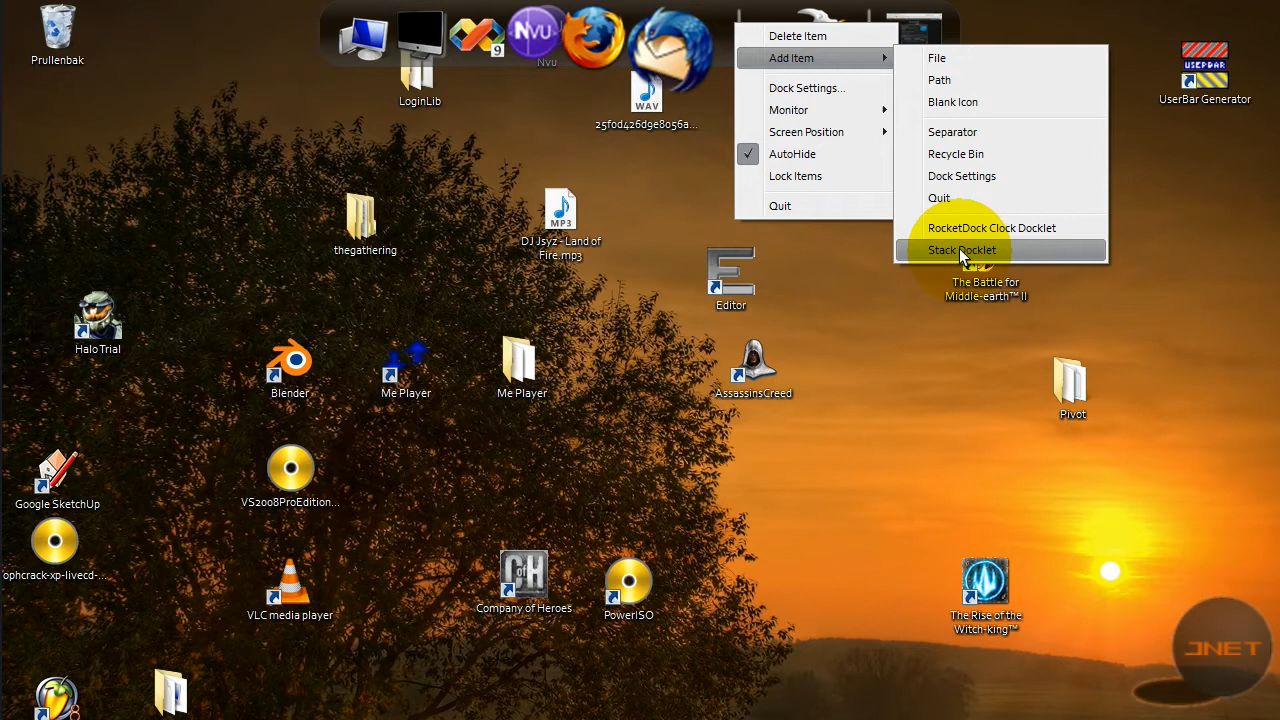 Prullenbak
9
NVU
Nvu
LoginLib
WAV
25fod426d9e8056a...
Delete Item
Add Item
Dock Settings...
Monitor
Screen Position
AutoHide
Lock Items
Quit
File
Path
Blank Icon
Separator
Recycle Bin
Dock Settings
Quit
RocketDock Clock Docklet
Stack Docklet
USERBAR
UserBar Generator
thegathering
MP3
DJ Jsyz - Land of
Fire.mp3
E
Editor
The Battle for
Middle-earth™ II
Halo Trial
Blender
Me Player
Me Player
AssassinsCreed
Pivot
Google SketchUp
VS2008ProEdition...
ophcrack-xp-livecd-...
VLC media player
CofH
Company of Heroes
PowerISO
The Rise of the
Witch-king™
JNET
8